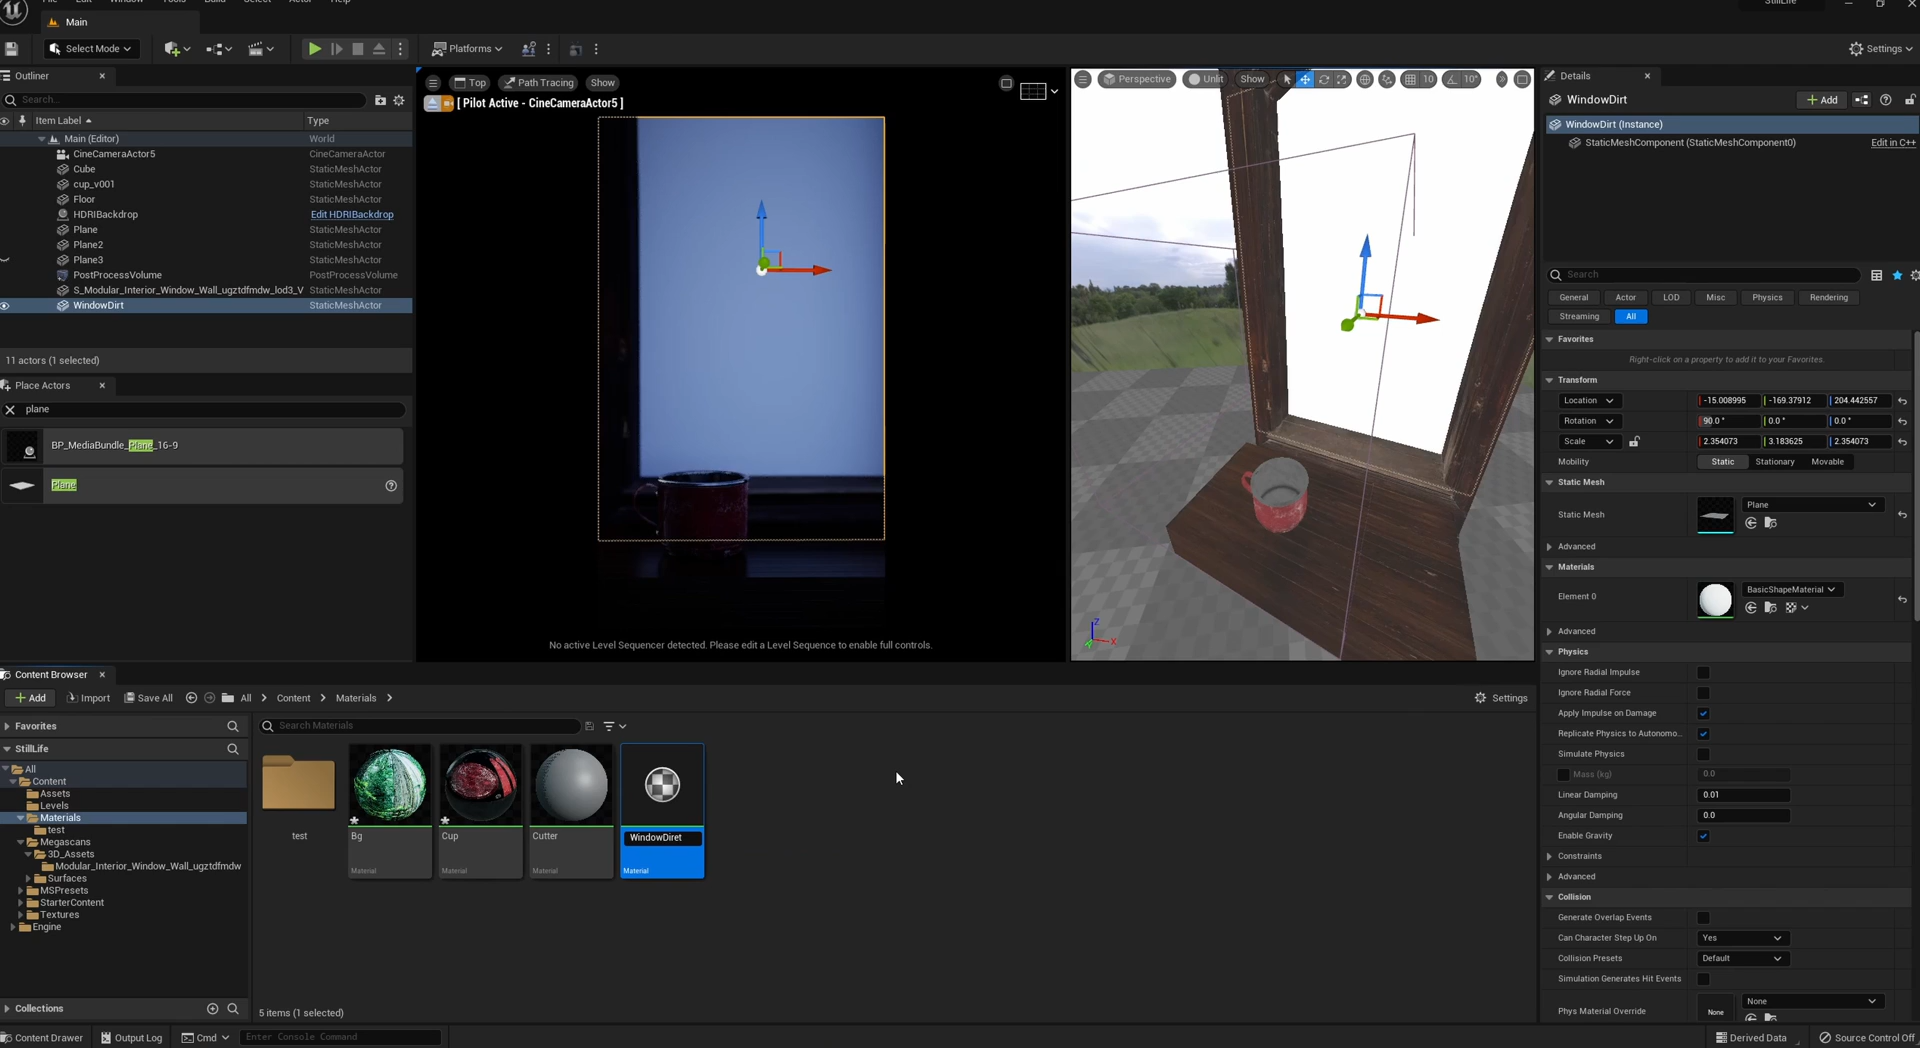 StillLife
Main
Select Mode
Platforms
Settings
Outliner
Search...
Item Label
Type
Main (Editor)
World
CineCameraActor5
CineCameraActor
Cube
StaticMeshActor
cup_v001
StaticMeshActor
Floor
StaticMeshActor
HDRIBackdrop
Edit HDRIBackdrop
Plane
StaticMeshActor
Plane2
StaticMeshActor
Plane3
StaticMeshActor
PostProcessVolume
PostProcessVolume
S_Modular_Interior_Window_Wall_ugztdfmdw_lod3_V
StaticMeshActor
WindowDirt
StaticMeshActor
11 actors (1 selected)
Place Actors
plane
BP_MediaBundle_Plane_16-9
Plane
Top
Path Tracing
Show
[ Pilot Active - CineCameraActor5 ]
No active Level Sequencer detected. Please edit a Level Sequence to enable full controls.
Perspective
Unlit
Show
10
10°
Z
X
Details
WindowDirt
Add
WindowDirt (Instance)
StaticMeshComponent (StaticMeshComponent0)
Edit in C++
Search
General
Actor
LOD
Misc
Physics
Rendering
Streaming
All
Favorites
Right-click on a property to add it to your Favorites.
Transform
Location
-15.008995
-169.37912
204.442557
Rotation
90.0 °
0.0 °
0.0 °
Scale
2.354073
3.183625
2.354073
Mobility
Static
Stationary
Movable
Static Mesh
Static Mesh
Plane
Advanced
Materials
Element 0
BasicShapeMaterial
Advanced
Physics
Ignore Radial Impulse
Ignore Radial Force
Apply Impulse on Damage
Replicate Physics to Autonomo...
Simulate Physics
Mass (kg)
0.0
Linear Damping
0.01
Angular Damping
0.0
Enable Gravity
Constraints
Advanced
Collision
Generate Overlap Events
Can Character Step Up On
Yes
Collision Presets
Default
Simulation Generates Hit Events
Phys Material Override
None
None
Content Browser
Add
Import
Save All
All
Content
Materials
Settings
Favorites
StillLife
All
Content
Assets
Levels
Materials
test
Megascans
3D_Assets
Modular_Interior_Window_Wall_ugztdfmdw
Surfaces
MSPresets
StarterContent
Textures
Engine
Collections
Search Materials
test
Bg
Material
Cup
Material
Cutter
Material
WindowDiret
Material
5 items (1 selected)
Content Drawer
Output Log
Cmd
Enter Console Command
Derived Data
Source Control Off